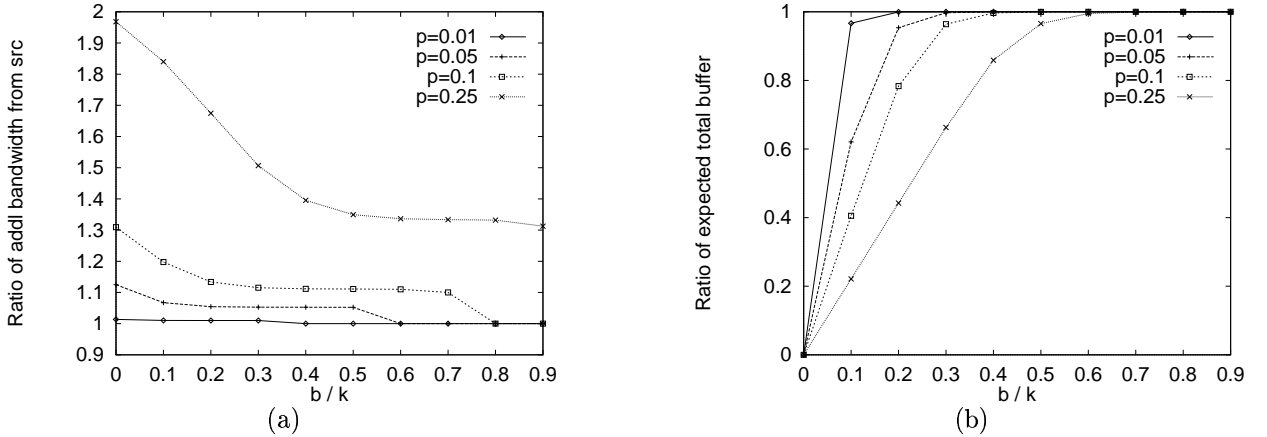 Ratio of addl bandwidth from src
2
1.9
1.8
1.7
1.6
1.5
1.4
1.3
1.2
1.1
1
0.9
p=0.01
p=0.05
p=0.1
p=0.25
0 0.1 0.2 0.3 0.4 0.5 0.6 0.7 0.8 0.9
b / k
(a)
Ratio of expected total buffer
1
0.8
0.6
0.4
0.2
0
p=0.01
p=0.05
p=0.1
p=0.25
0 0.1 0.2 0.3 0.4 0.5 0.6 0.7 0.8 0.9
b / k
(b)